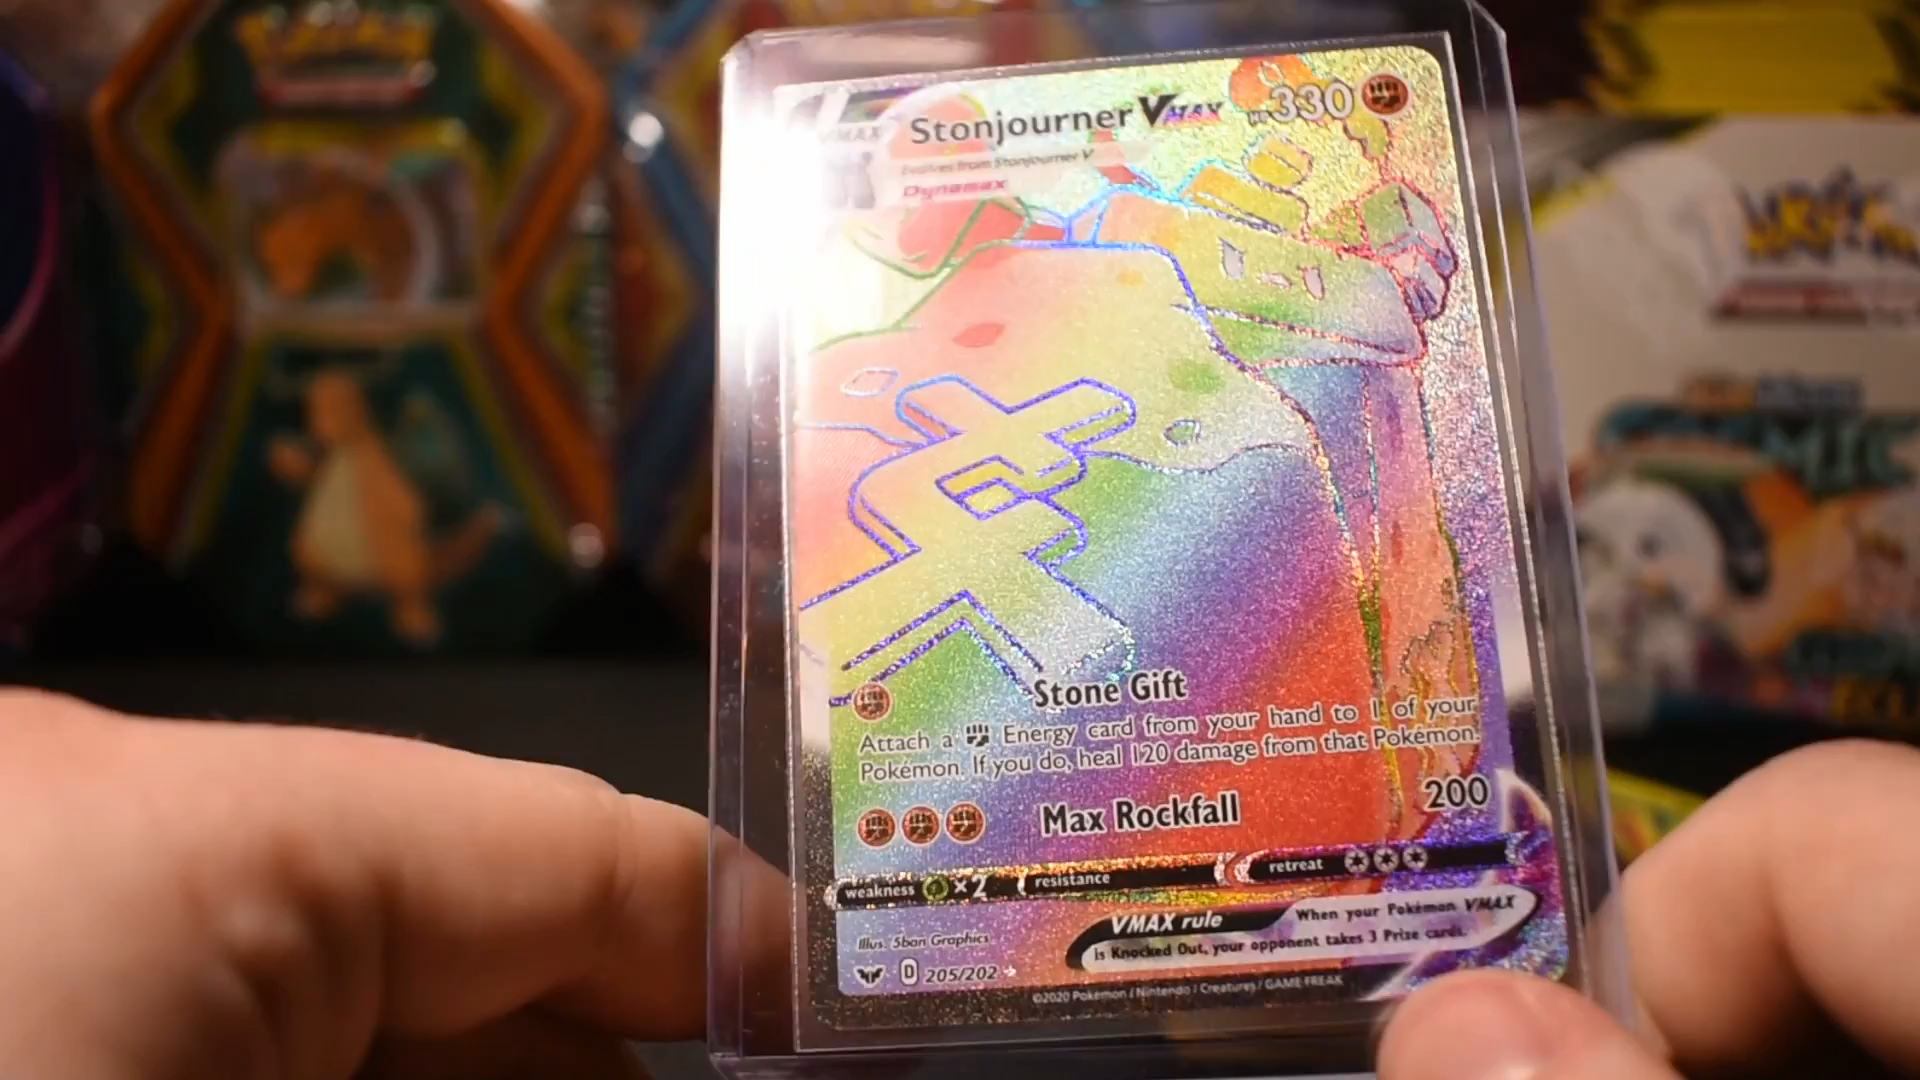 Pokémon
VMAX
Stonjourner VMAX HP 330
Evolves from Stonjourner V
Dynamax
Stone Gift
Attach a Energy card from your hand to 1 of your
Pokémon. If you do, heal 120 damage from that Pokémon.
Max Rockfall 200
weakness ×2 resistance retreat
VMAX rule When your Pokémon VMAX
is Knocked Out, your opponent takes 3 Prize cards.
Illus. 5ban Graphics
D 205/202
©2020 Pokémon / Nintendo / Creatures / GAME FREAK